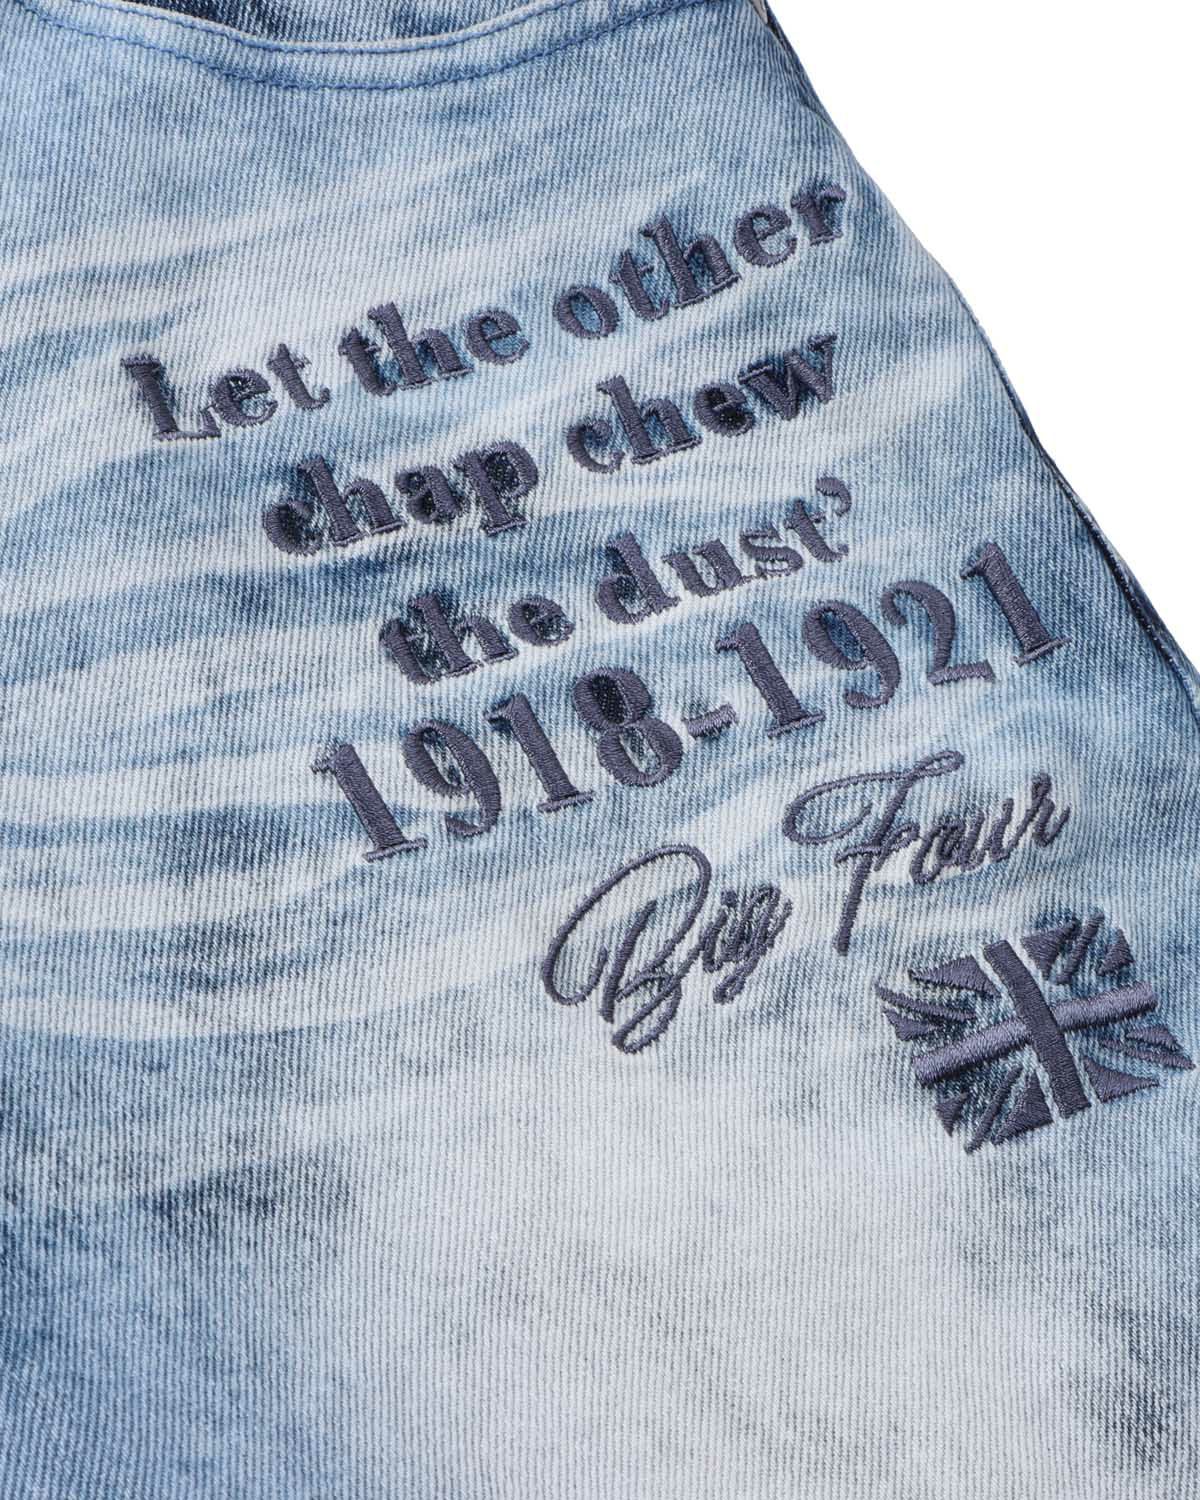 Let the other
chap chew
the dust’
1918-1921
Big Four